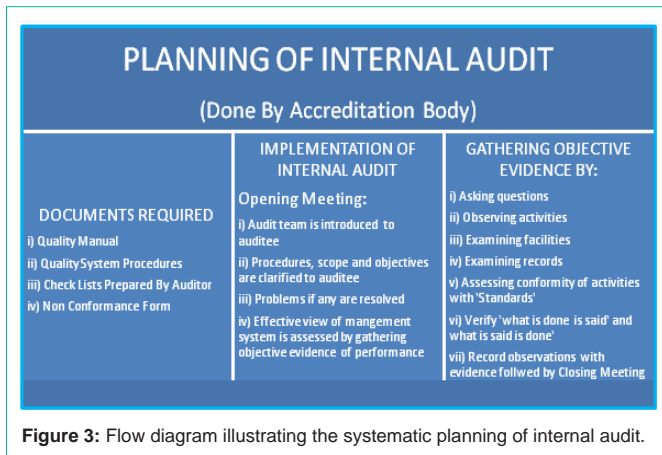 PLANNING OF INTERNAL AUDIT
(Done By Accreditation Body)
DOCUMENTS REQUIRED
i) Quality Manual
ii) Quality System Procedures
iii) Check Lists Prepared By Auditor
iv) Non Conformance Form
IMPLEMENTATION OF
INTERNAL AUDIT
Opening Meeting:
i) Audit team is introduced to
auditee
ii) Procedures, scope and objectives
are clarified to auditee
iii) Problems if any are resolved
iv) Effective view of mangement
system is assessed by gathering
objective evidence of performance
GATHERING OBJECTIVE
EVIDENCE BY:
i) Asking questions
ii) Observing activities
iii) Examining facilities
iv) Examining records
v) Assessing conformity of activities
with 'Standards'
vi) Verify 'what is done is said' and
what is said is done'
vii) Record observations with
evidence follwed by Closing Meeting
Figure 3: Flow diagram illustrating the systematic planning of internal audit.